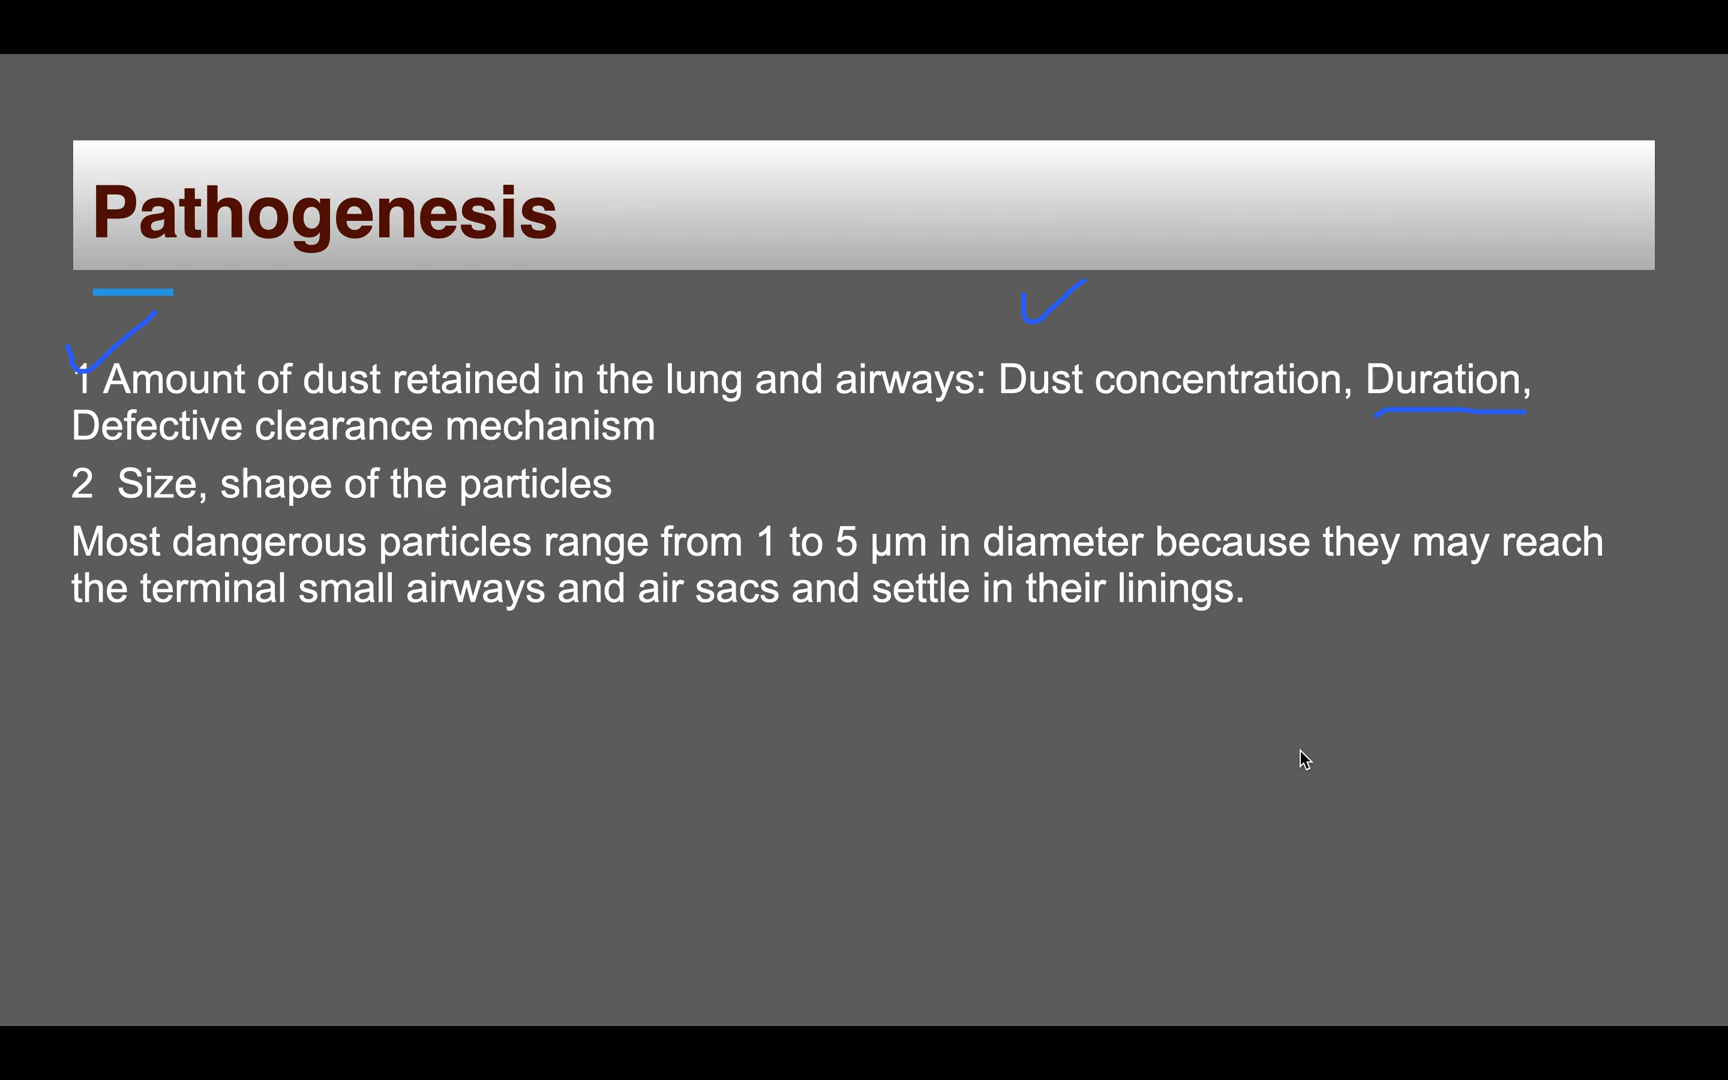 Pathogenesis
1 Amount of dust retained in the lung and airways: Dust concentration, Duration,
Defective clearance mechanism
2  Size, shape of the particles
Most dangerous particles range from 1 to 5 µm in diameter because they may reach
the terminal small airways and air sacs and settle in their linings.